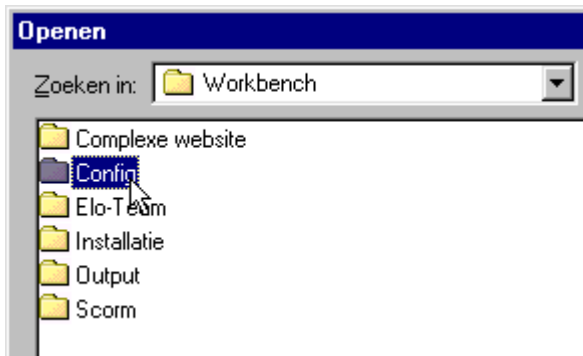 Openen
Zoeken in: Workbench
Complexe website
Config
Elo-Team
Installatie
Output
Scorm